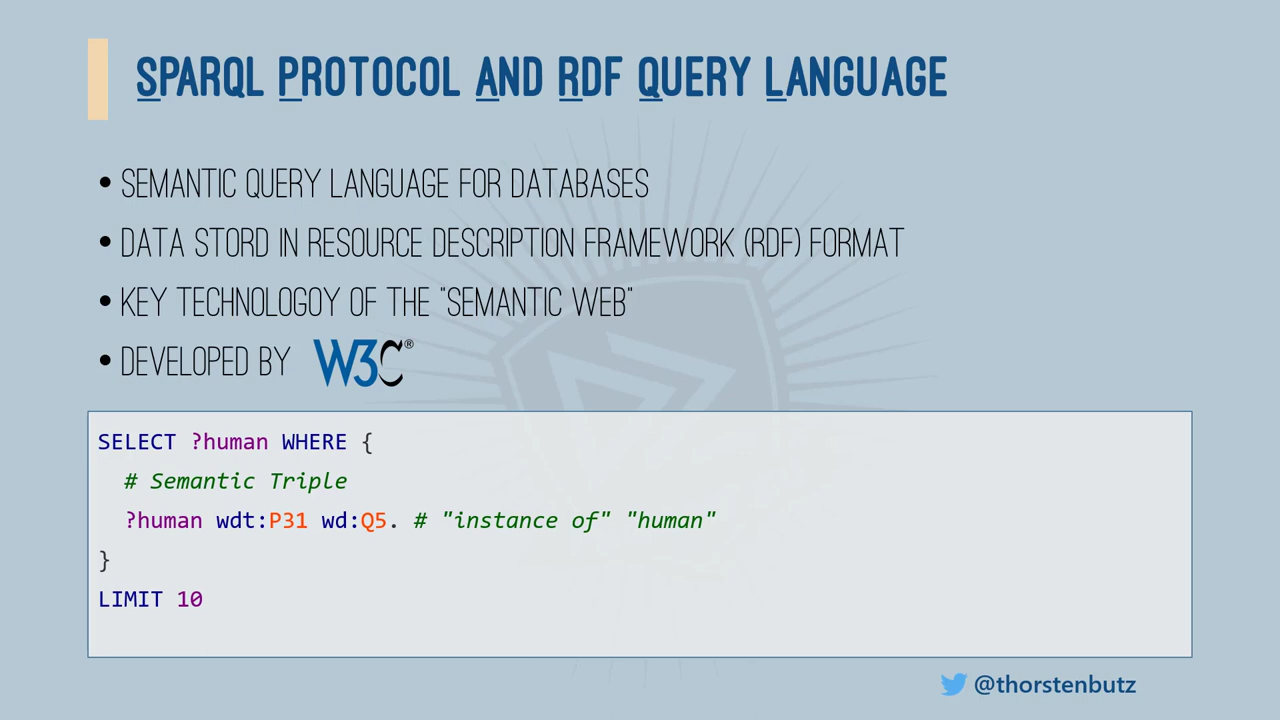 SPARQL PROTOCOL AND RDF QUERY LANGUAGE
• SEMANTIC QUERY LANGUAGE FOR DATABASES
• DATA STORD IN RESOURCE DESCRIPTION FRAMEWORK (RDF) FORMAT
• KEY TECHNOLOGOY OF THE "SEMANTIC WEB"
• DEVELOPED BY W3C®
SELECT ?human WHERE {
  # Semantic Triple
  ?human wdt:P31 wd:Q5. # "instance of" "human"
}
LIMIT 10
@thorstenbutz